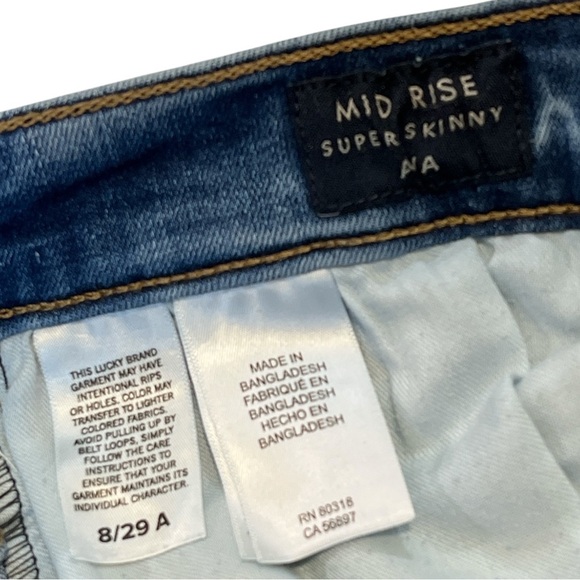 MID RISE
SUPER SKINNY
AVA
THIS LUCKY BRAND
GARMENT MAY HAVE
INTENTIONAL RIPS
OR HOLES. COLOR MAY
TRANSFER TO LIGHTER
COLORED FABRICS.
AVOID PULLING UP BY
BELT LOOPS, SIMPLY
FOLLOW THE CARE
INSTRUCTIONS TO
ENSURE THAT YOUR
GARMENT MAINTAINS ITS
INDIVIDUAL CHARACTER.
8/29 A
MADE IN
BANGLADESH
FABRIQUÉ EN
BANGLADESH
HECHO EN
BANGLADESH
RN 80318
CA 56897